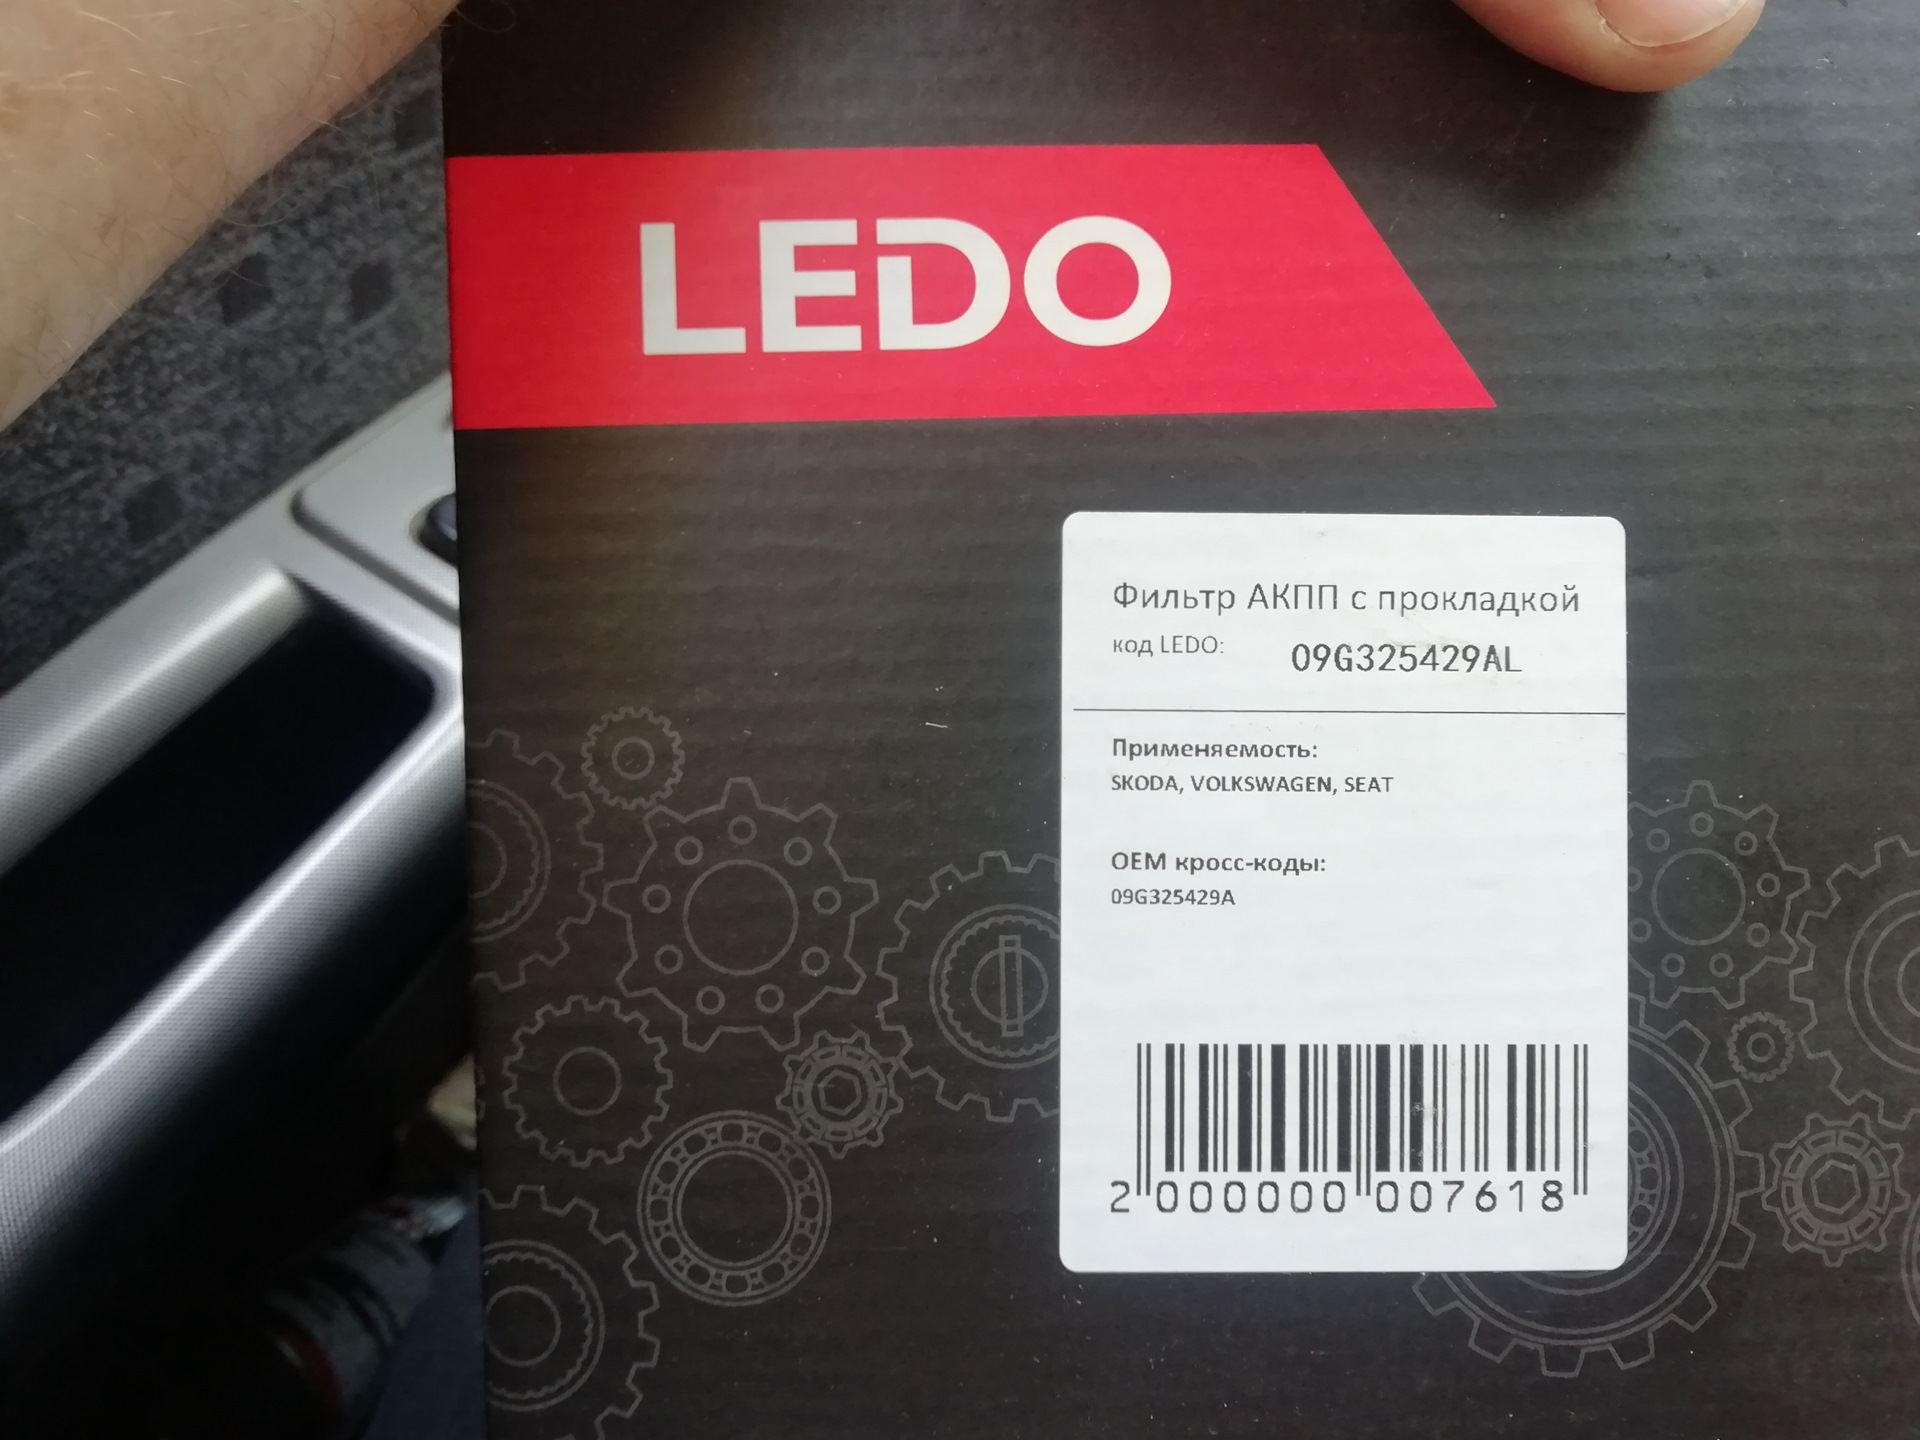 LEDO
Фильтр АКПП с прокладкой
код LEDO: 09G325429AL
Применяемость:
SKODA, VOLKSWAGEN, SEAT
OEM кросс-коды:
09G325429A
2 000000 007618